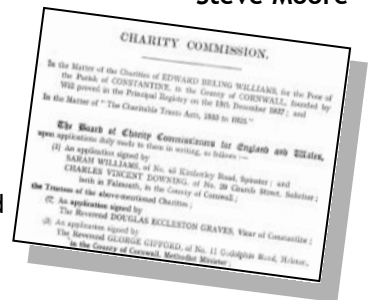 Steve Moore
CHARITY COMMISSION.
In the Matter of the Charities of EDWARD BELING WILLIAMS, for the Poor of
the Parish of CONSTANTINE, in the County of CORNWALL, founded by
Will proved in the Principal Registry on the 13th December 1927; and
In the Matter of "The Charitable Trusts Acts, 1853 to 1925."
The Board of Charity Commissioners for England and Wales,
upon applications duly made to them in writing, as follows:—
(1) An application signed by
SARAH WILLIAMS, of No. Kimberley Road, Spinster; and
CHARLES VINCENT DOWNING, of No. Church Street, Solicitor;
both in Falmouth, in the County of Cornwall;
the Trustees of the above-mentioned Charities;
(2) An application signed by
The Reverend DOUGLAS ECCLESTON GRAVES, Vicar of Constantine;
(3) An application signed by
The Reverend GEORGE GIFFORD, of No. 11 Godolphin Road, Helston,
in the County of Cornwall, Methodist Minister;